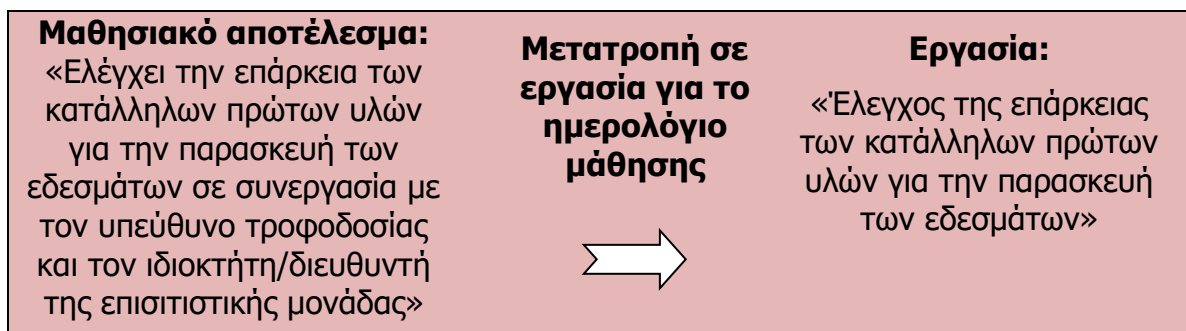 Μαθησιακό αποτέλεσμα:
«Ελέγχει την επάρκεια των
κατάλληλων πρώτων υλών
για την παρασκευή των
εδεσμάτων σε συνεργασία με
τον υπεύθυνο τροφοδοσίας
και τον ιδιοκτήτη/διευθυντή
της επισιτιστικής μονάδας»
Μετατροπή σε
εργασία για το
ημερολόγιο
μάθησης
Εργασία:
«Έλεγχος της επάρκειας
των κατάλληλων πρώτων
υλών για την παρασκευή
των εδεσμάτων»